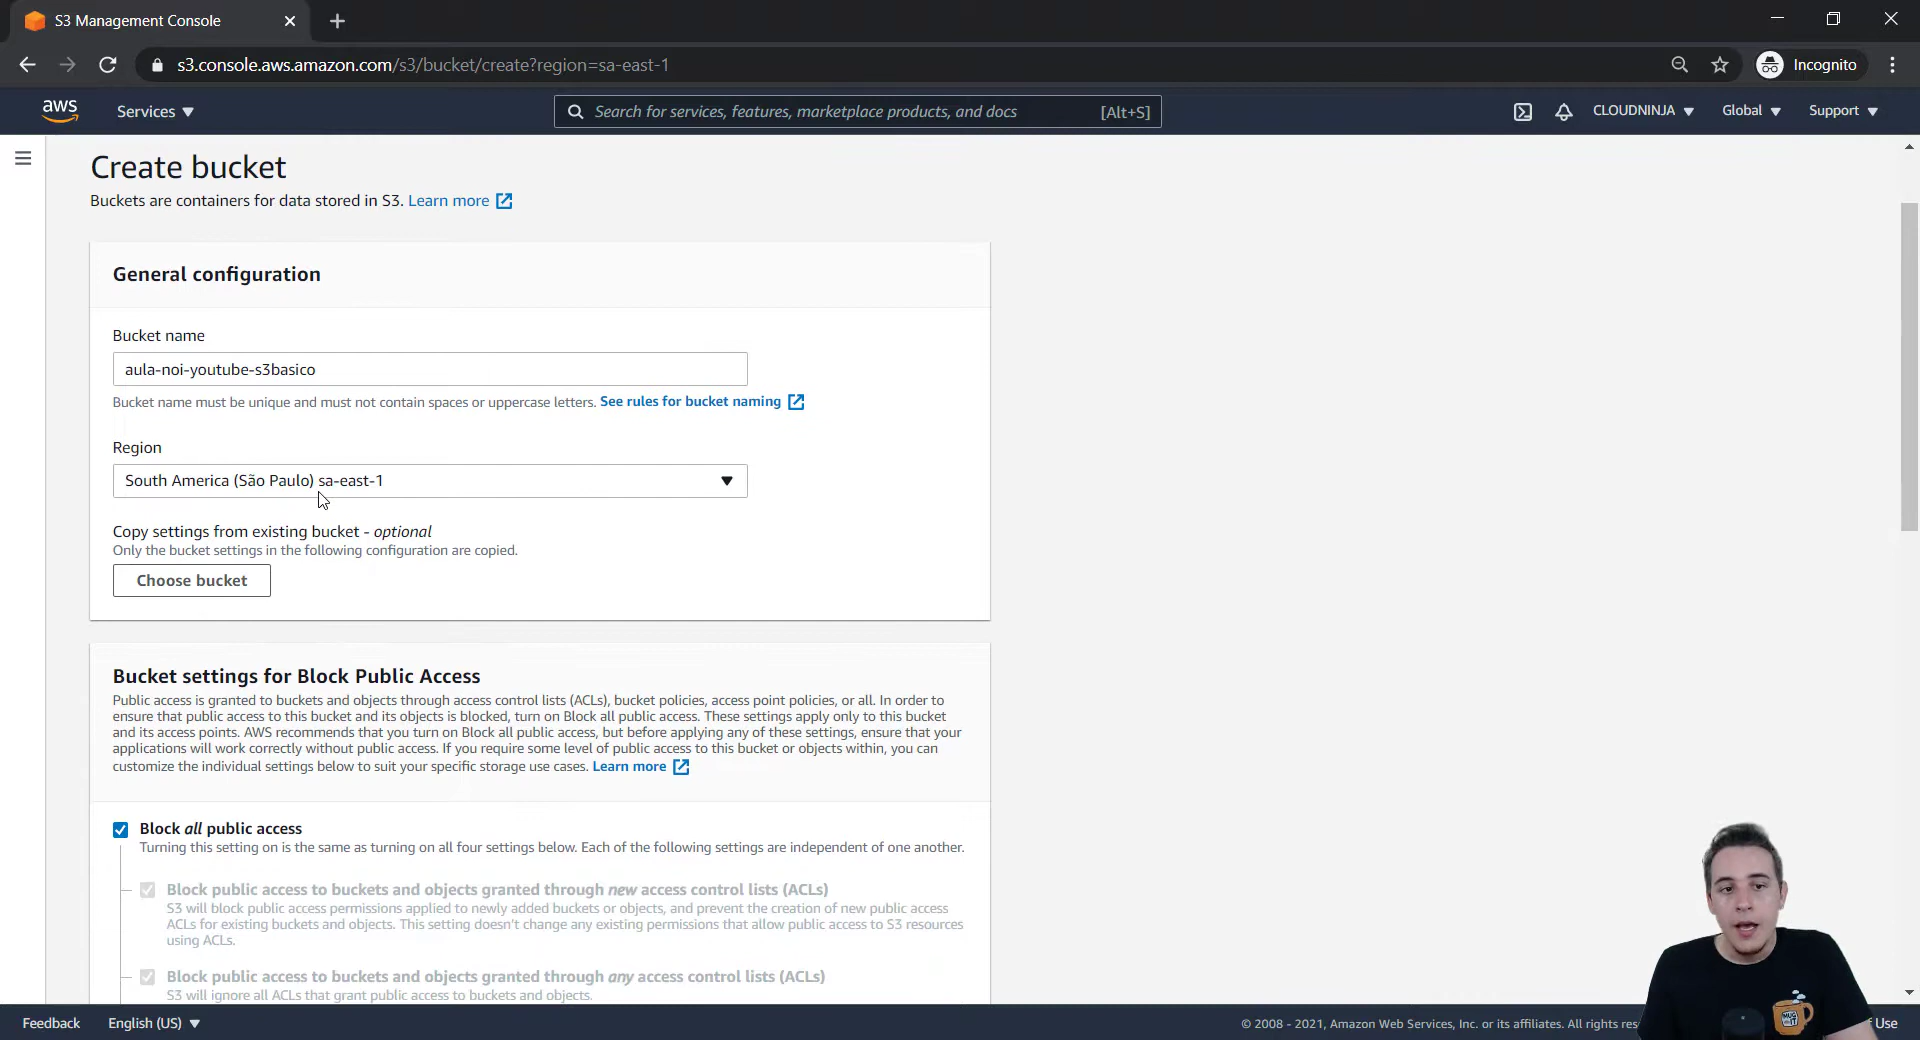 S3 Management Console
s3.console.aws.amazon.com/s3/bucket/create?region=sa-east-1
Incognito
aws
Services
Search for services, features, marketplace products, and docs
[Alt+S]
CLOUDNINJA
Global
Support
Create bucket
Buckets are containers for data stored in S3. Learn more
General configuration
Bucket name
aula-noi-youtube-s3basico
Bucket name must be unique and must not contain spaces or uppercase letters. See rules for bucket naming
Region
South America (São Paulo) sa-east-1
Copy settings from existing bucket - optional
Only the bucket settings in the following configuration are copied.
Choose bucket
Bucket settings for Block Public Access
Public access is granted to buckets and objects through access control lists (ACLs), bucket policies, access point policies, or all. In order to
ensure that public access to this bucket and its objects is blocked, turn on Block all public access. These settings apply only to this bucket
and its access points. AWS recommends that you turn on Block all public access, but before applying any of these settings, ensure that your
applications will work correctly without public access. If you require some level of public access to this bucket or objects within, you can
customize the individual settings below to suit your specific storage use cases. Learn more
Block all public access
Turning this setting on is the same as turning on all four settings below. Each of the following settings are independent of one another.
Block public access to buckets and objects granted through new access control lists (ACLs)
S3 will block public access permissions applied to newly added buckets or objects, and prevent the creation of new public access
ACLs for existing buckets and objects. This setting doesn't change any existing permissions that allow public access to S3 resources
using ACLs.
Block public access to buckets and objects granted through any access control lists (ACLs)
S3 will ignore all ACLs that grant public access to buckets and objects.
Feedback
English (US)
© 2008 - 2021, Amazon Web Services, Inc. or its affiliates. All rights res
Use